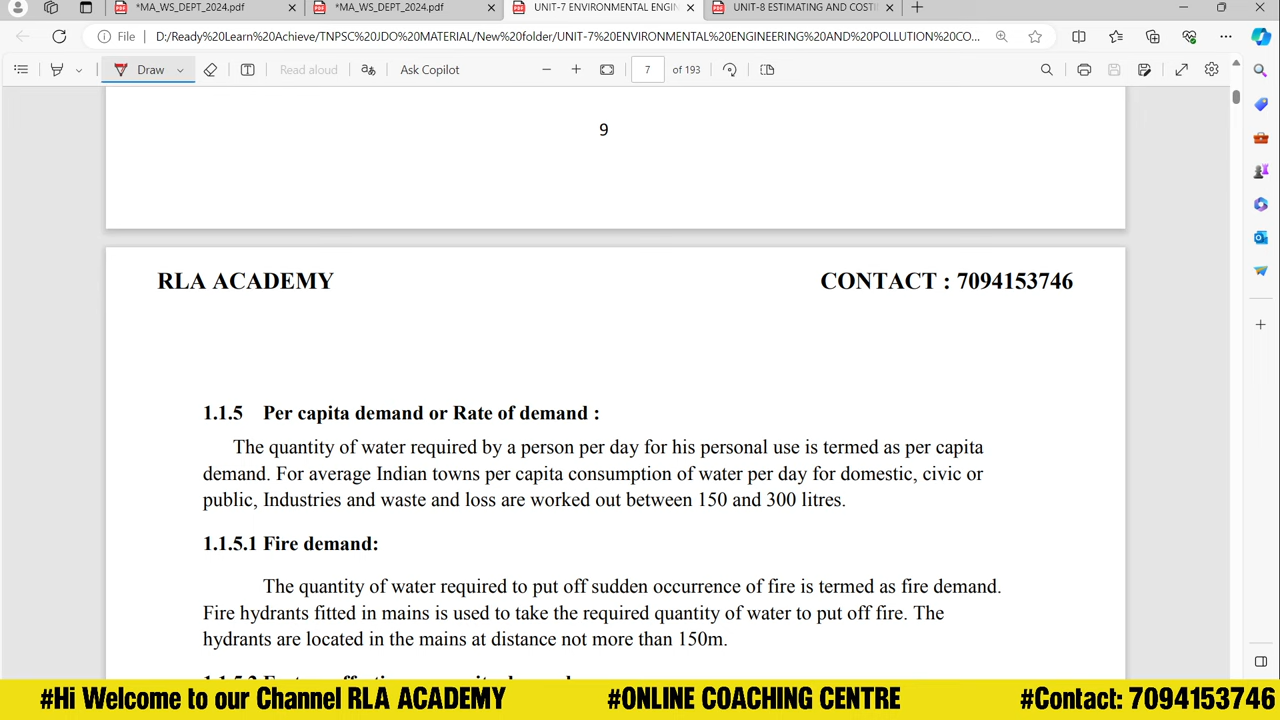 *MA_WS_DEPT_2024.pdf
*MA_WS_DEPT_2024.pdf
UNIT-7 ENVIRONMENTAL ENGIN
UNIT-8 ESTIMATING AND COSTI
File
D:/Ready%20Learn%20Achieve/TNPSC%20JDO%20MATERIAL/New%20folder/UNIT-7%20ENVIRONMENTAL%20ENGINEERING%20AND%20POLLUTION%20CO...
Draw
Read aloud
Ask Copilot
7
of 193
9
RLA ACADEMY
CONTACT : 7094153746
1.1.5 Per capita demand or Rate of demand :
The quantity of water required by a person per day for his personal use is termed as per capita
demand. For average Indian towns per capita consumption of water per day for domestic, civic or
public, Industries and waste and loss are worked out between 150 and 300 litres.
1.1.5.1 Fire demand:
The quantity of water required to put off sudden occurrence of fire is termed as fire demand.
Fire hydrants fitted in mains is used to take the required quantity of water to put off fire. The
hydrants are located in the mains at distance not more than 150m.
#Hi Welcome to our Channel RLA ACADEMY
#ONLINE COACHING CENTRE
#Contact: 7094153746